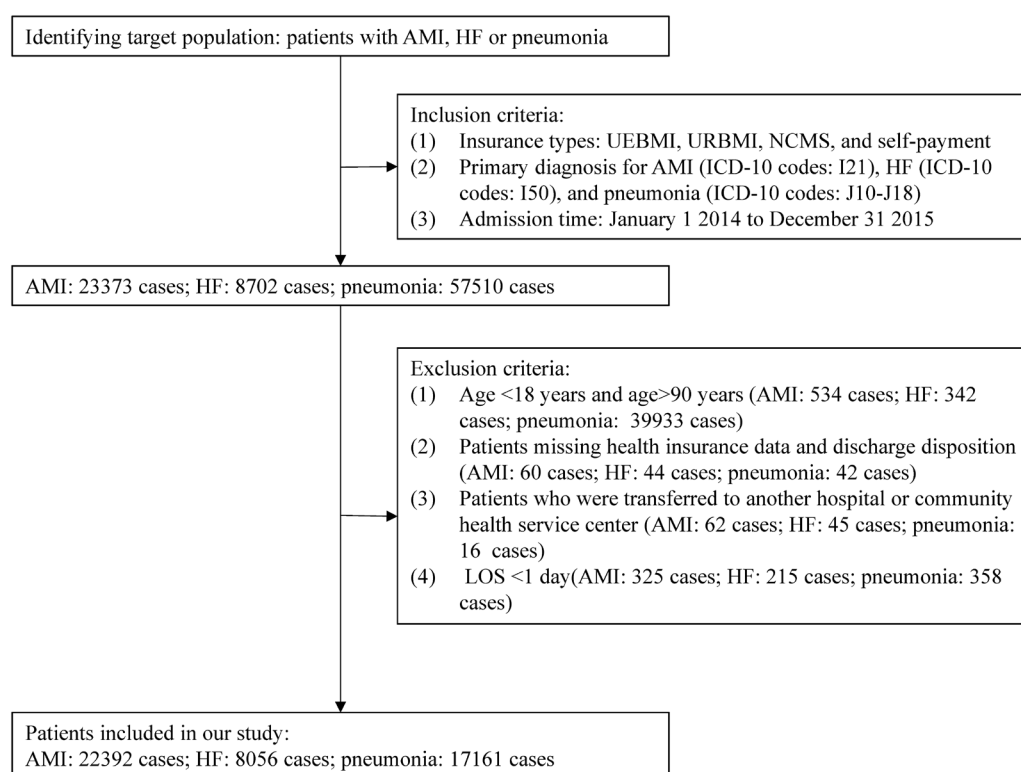 Identifying target population: patients with AMI, HF or pneumonia
Inclusion criteria:
(1) Insurance types: UEBMI, URBMI, NCMS, and self-payment
(2) Primary diagnosis for AMI (ICD-10 codes: I21), HF (ICD-10
codes: I50), and pneumonia (ICD-10 codes: J10-J18)
(3) Admission time: January 1 2014 to December 31 2015
AMI: 23373 cases; HF: 8702 cases; pneumonia: 57510 cases
Exclusion criteria:
(1) Age <18 years and age>90 years (AMI: 534 cases; HF: 342
cases; pneumonia: 39933 cases)
(2) Patients missing health insurance data and discharge disposition
(AMI: 60 cases; HF: 44 cases; pneumonia: 42 cases)
(3) Patients who were transferred to another hospital or community
health service center (AMI: 62 cases; HF: 45 cases; pneumonia:
16 cases)
(4) LOS <1 day(AMI: 325 cases; HF: 215 cases; pneumonia: 358
cases)
Patients included in our study:
AMI: 22392 cases; HF: 8056 cases; pneumonia: 17161 cases